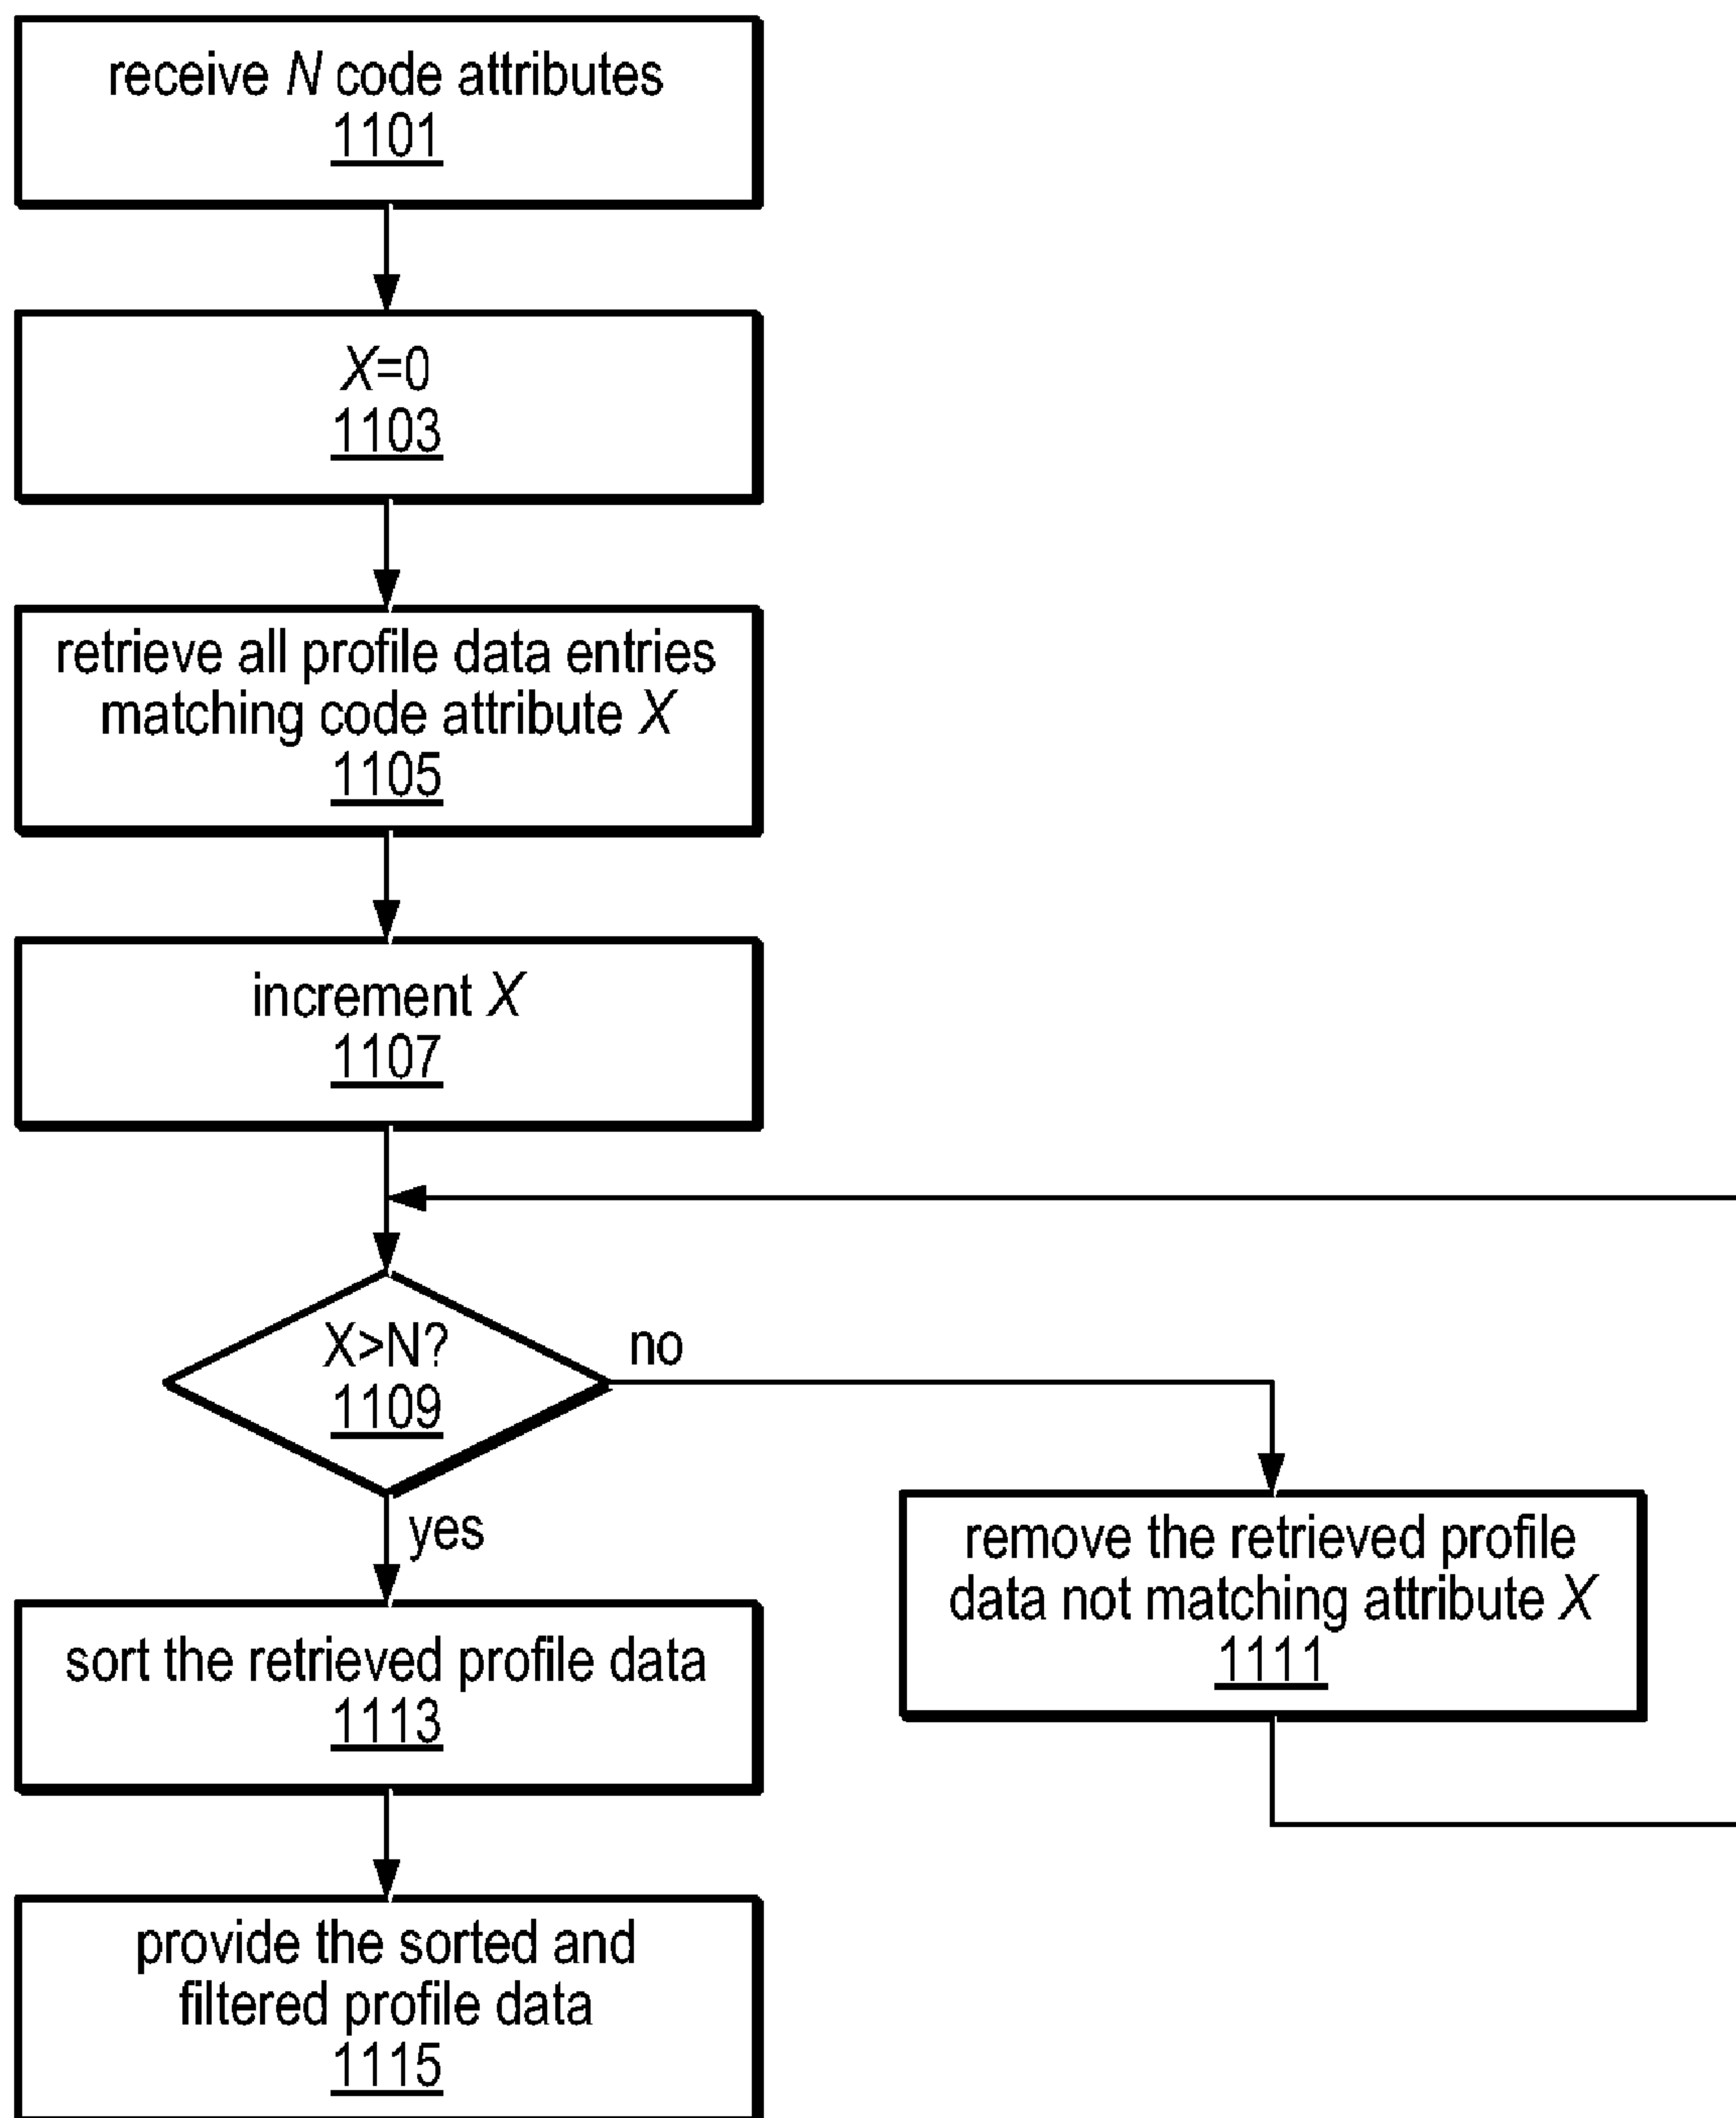 receive N code attributes
1101
X=0
1103
retrieve all profile data entries
matching code attribute X
1105
increment X
1107
X>N?
1109
no
yes
remove the retrieved profile
data not matching attribute X
1111
sort the retrieved profile data
1113
provide the sorted and
filtered profile data
1115